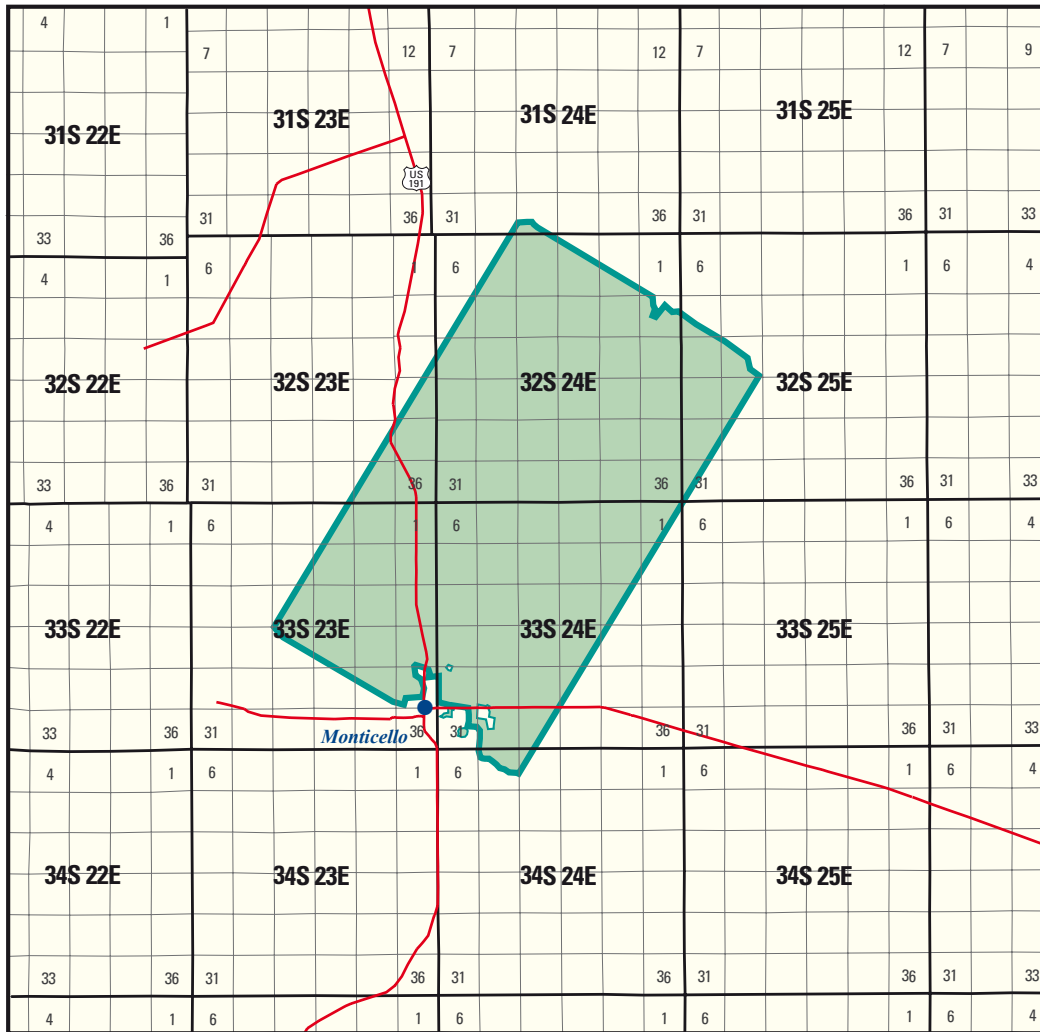 4 1
7 12 7 12 7 12 7 9
31S 22E 31S 23E 31S 24E 31S 25E
US
191
31 36 31 36 31 36 31 33
33 36
6 1 6 1 6 1 6 4
4 1
32S 22E 32S 23E 32S 24E 32S 25E
33 36 31 36 31 36 31 36 31 33
4 1 6 1 6 1 6 1 6 4
33S 22E 33S 23E 33S 24E 33S 25E
33 36 31 36 31 31 36 31 33
Monticello
4 1 6 1 6 1 6 1 6 4
34S 22E 34S 23E 34S 24E 34S 25E
33 36 31 36 31 36 31 36 31 33
4 1 6 1 6 1 6 1 6 4